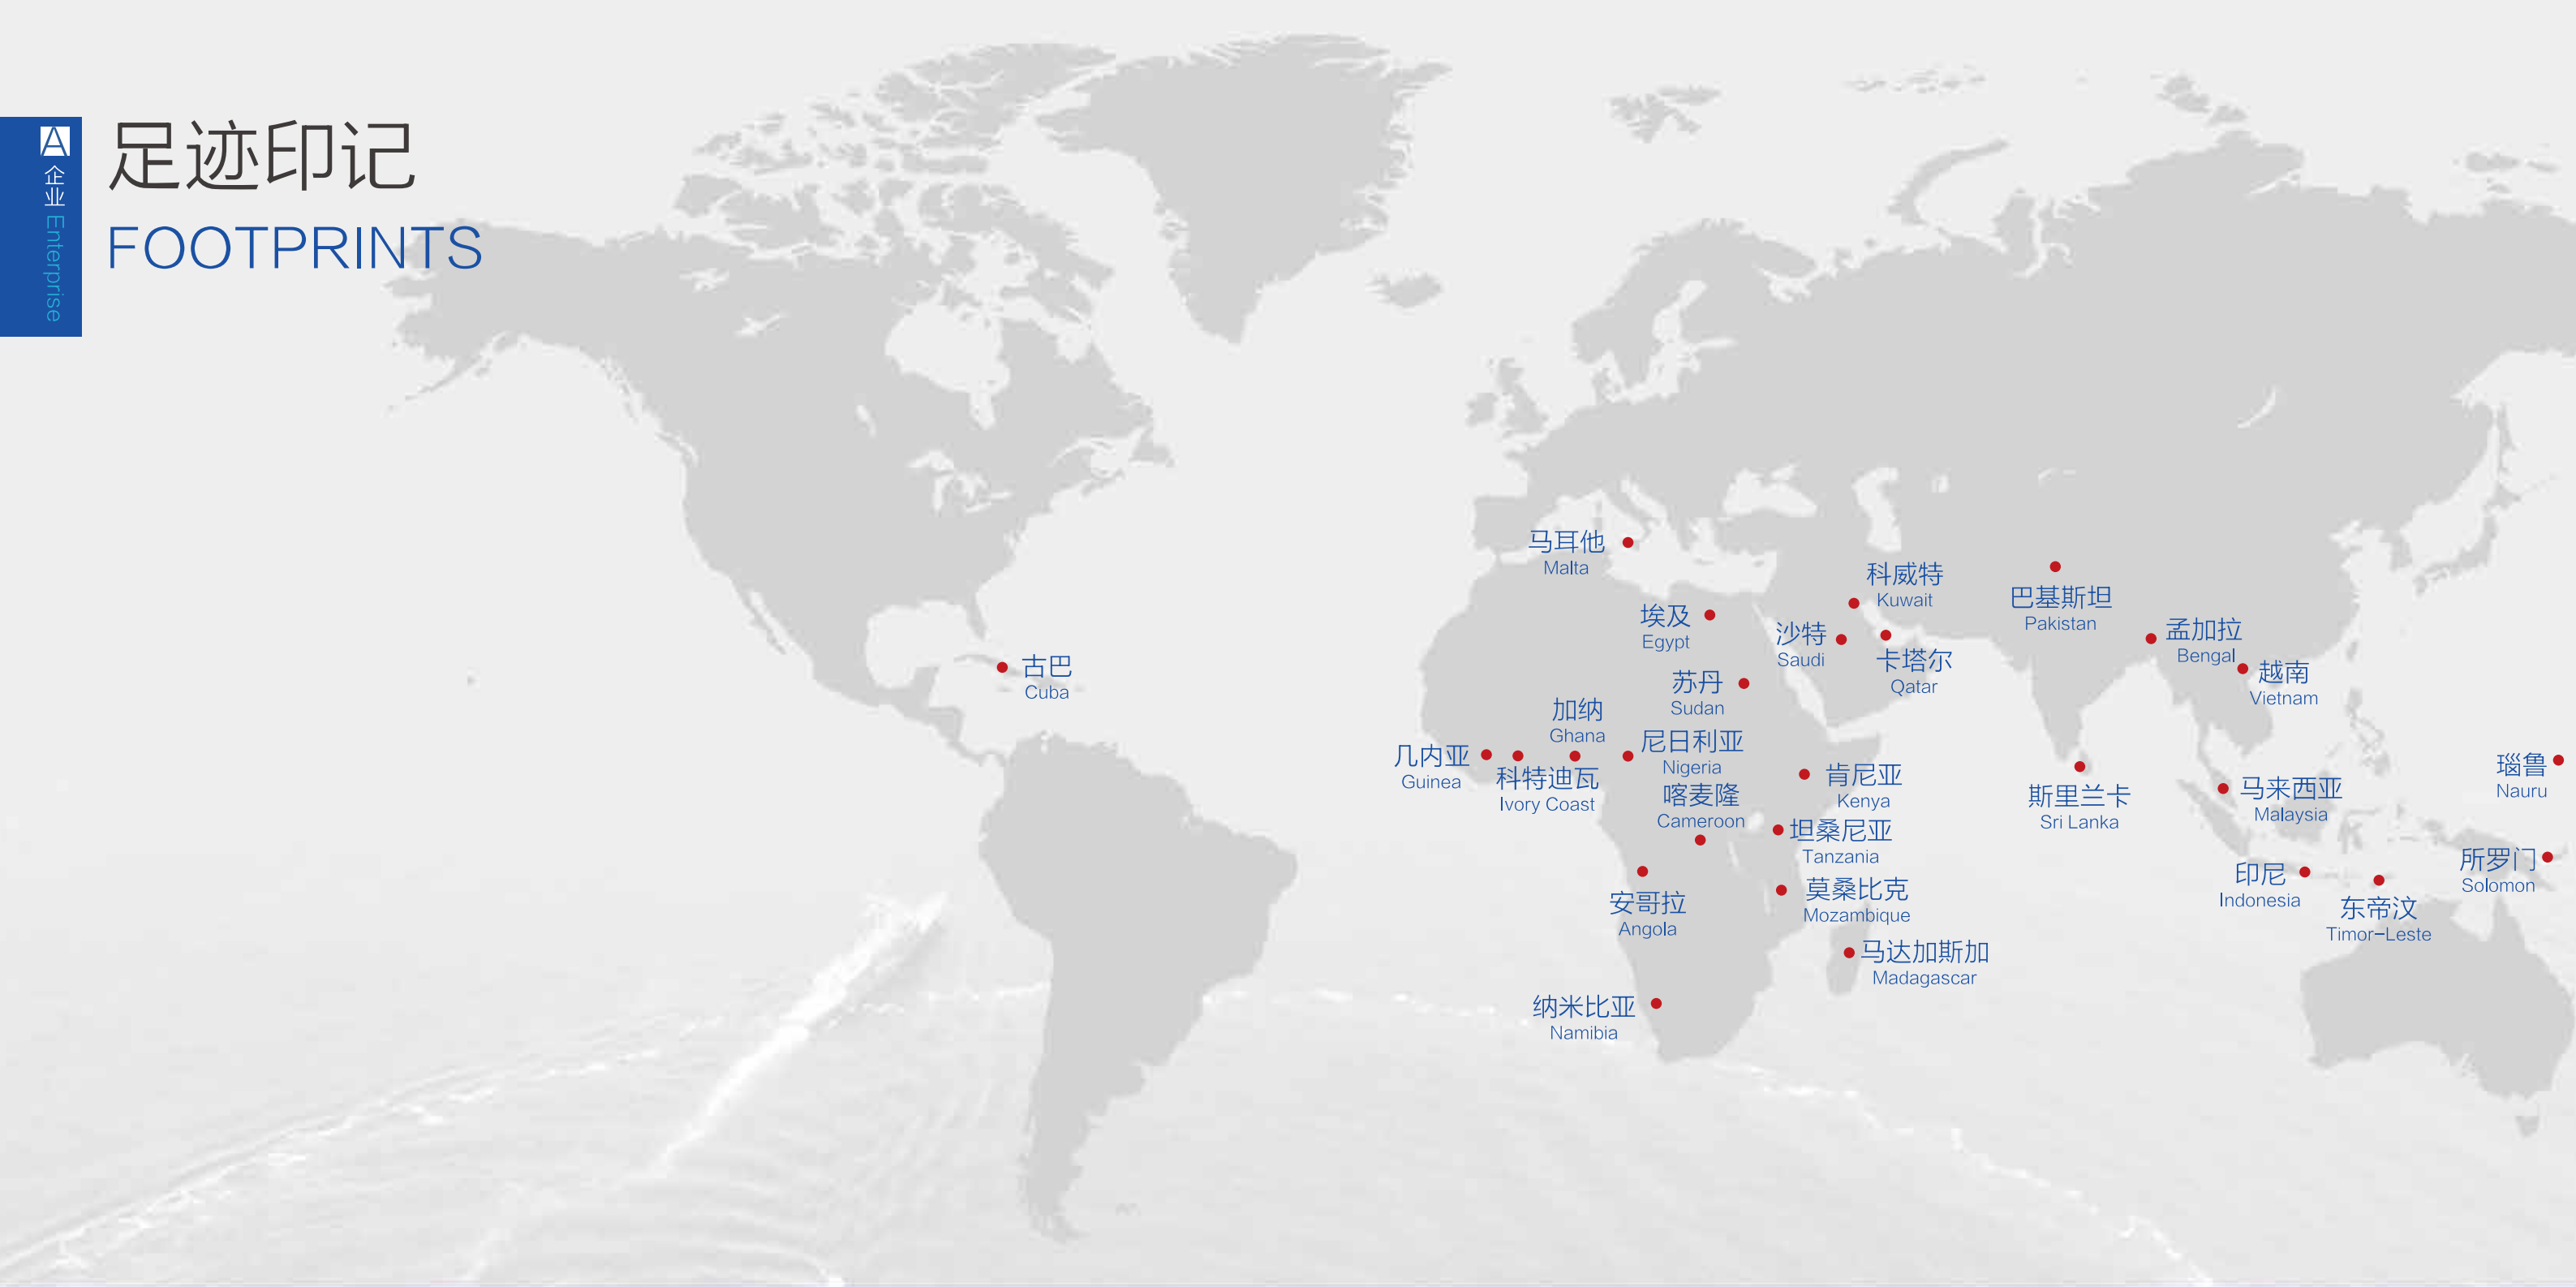 A
企业 Enterprise
足迹印记
FOOTPRINTS
马耳他
Malta
科威特
Kuwait
巴基斯坦
Pakistan
埃及
Egypt
沙特
Saudi
卡塔尔
Qatar
孟加拉
Bengal
越南
Vietnam
古巴
Cuba
苏丹
Sudan
加纳
Ghana
尼日利亚
Nigeria
几内亚
Guinea
科特迪瓦
Ivory Coast
喀麦隆
Cameroon
肯尼亚
Kenya
斯里兰卡
Sri Lanka
马来西亚
Malaysia
瑙鲁
Nauru
坦桑尼亚
Tanzania
莫桑比克
Mozambique
安哥拉
Angola
印尼
Indonesia
东帝汶
Timor-Leste
所罗门
Solomon
马达加斯加
Madagascar
纳米比亚
Namibia